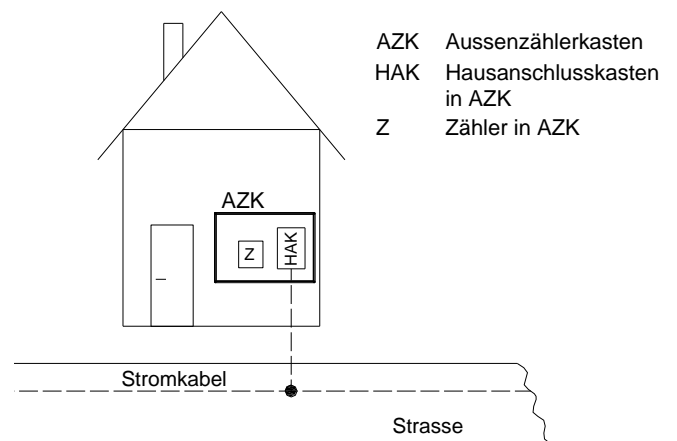 AZK Aussenzählerkasten
HAK Hausanschlusskasten
in AZK
Z Zähler in AZK
AZK
Z
HAK
Stromkabel
Strasse